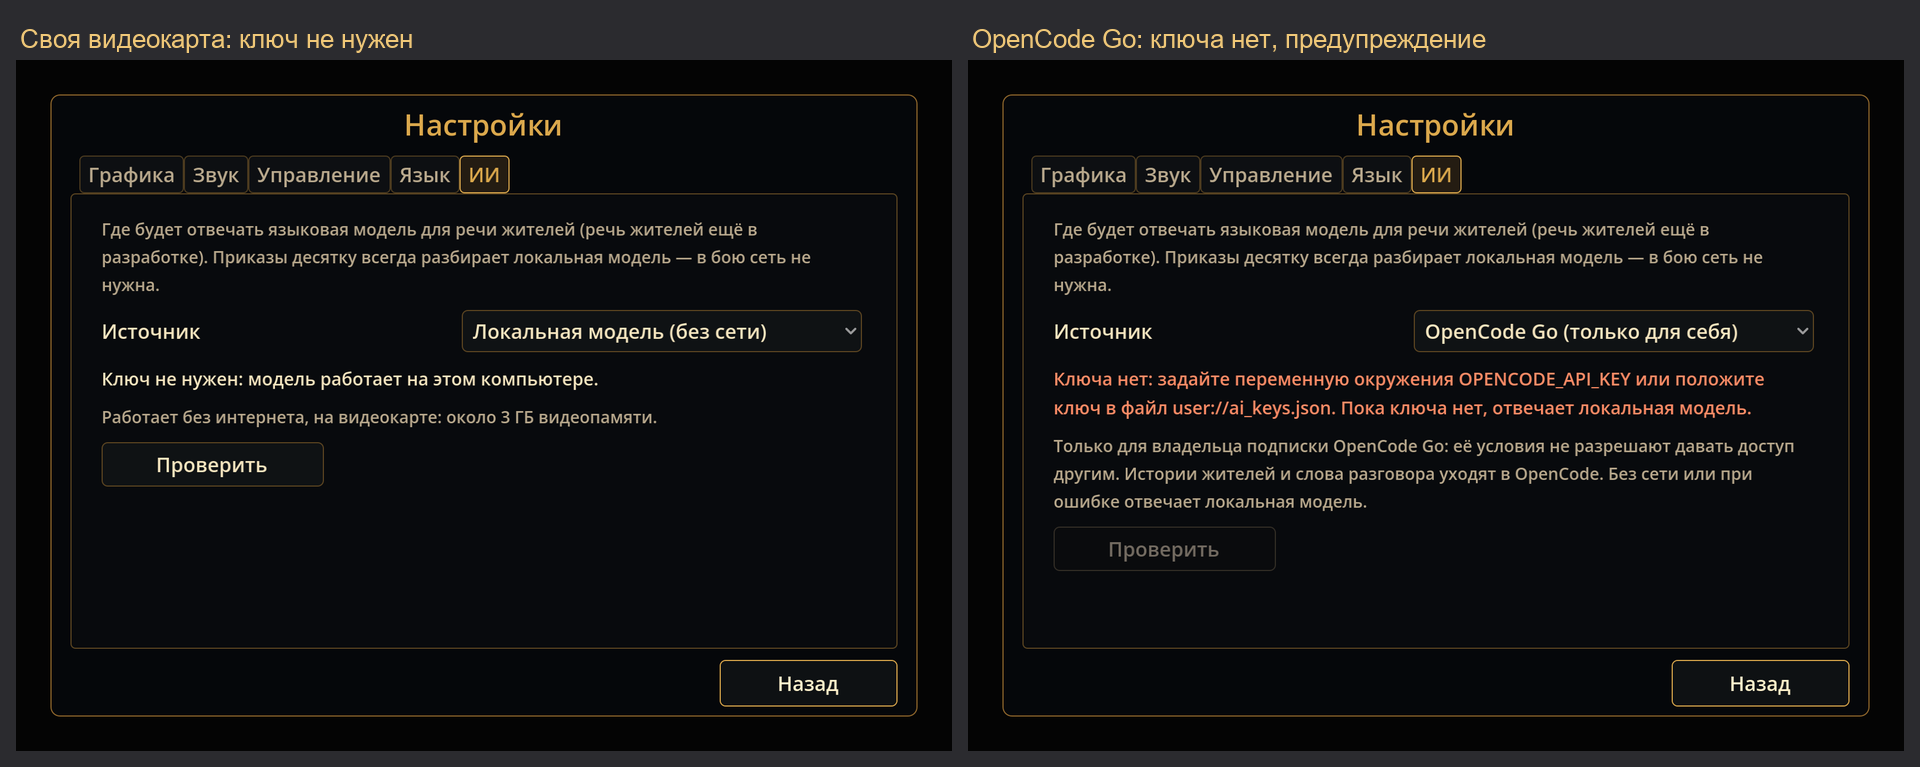 Своя видеокарта: ключ не нужен
Настройки
Графика Звук Управление Язык ИИ
Где будет отвечать языковая модель для речи жителей (речь жителей ещё в
разработке). Приказы десятку всегда разбирает локальная модель — в бою сеть не
нужна.
Источник Локальная модель (без сети)
Ключ не нужен: модель работает на этом компьютере.
Работает без интернета, на видеокарте: около 3 ГБ видеопамяти.
Проверить
Назад
OpenCode Go: ключа нет, предупреждение
Настройки
Графика Звук Управление Язык ИИ
Где будет отвечать языковая модель для речи жителей (речь жителей ещё в
разработке). Приказы десятку всегда разбирает локальная модель — в бою сеть не
нужна.
Источник OpenCode Go (только для себя)
Ключа нет: задайте переменную окружения OPENCODE_API_KEY или положите
ключ в файл user://ai_keys.json. Пока ключа нет, отвечает локальная модель.
Только для владельца подписки OpenCode Go: её условия не разрешают давать доступ
другим. Истории жителей и слова разговора уходят в OpenCode. Без сети или при
ошибке отвечает локальная модель.
Проверить
Назад